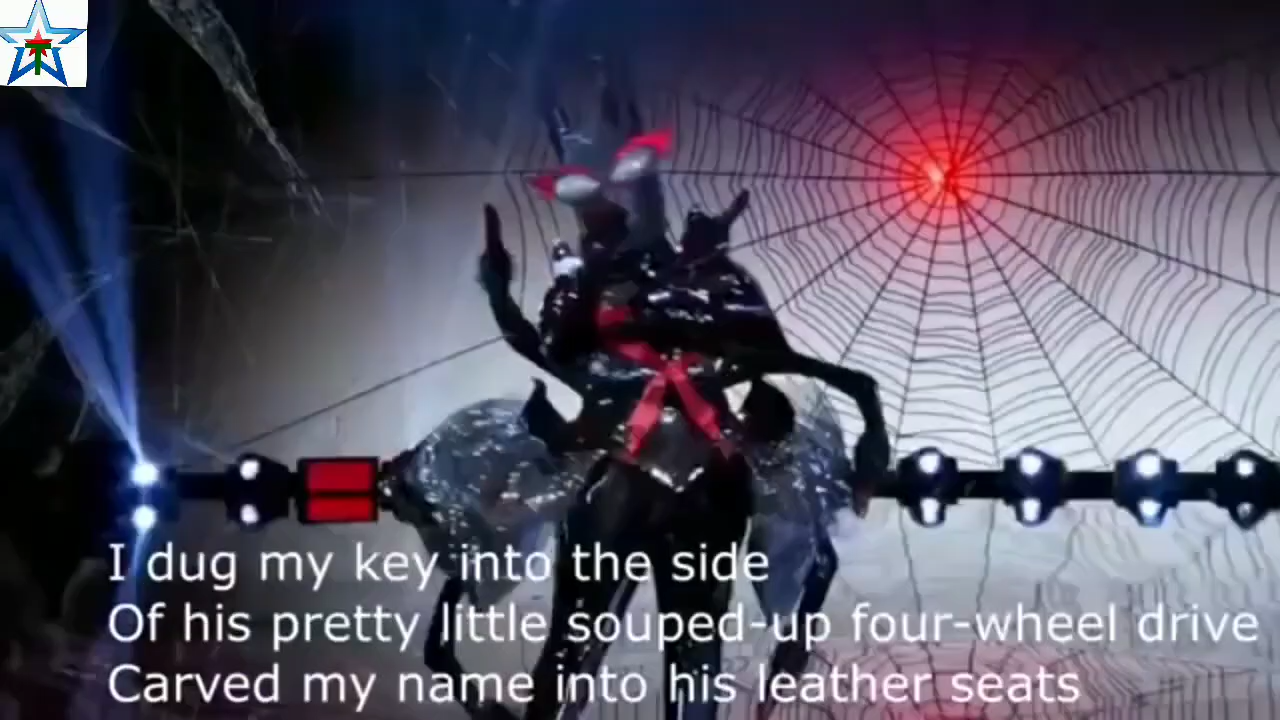 I dug my key into the side
Of his pretty little souped-up four-wheel drive
Carved my name into his leather seats